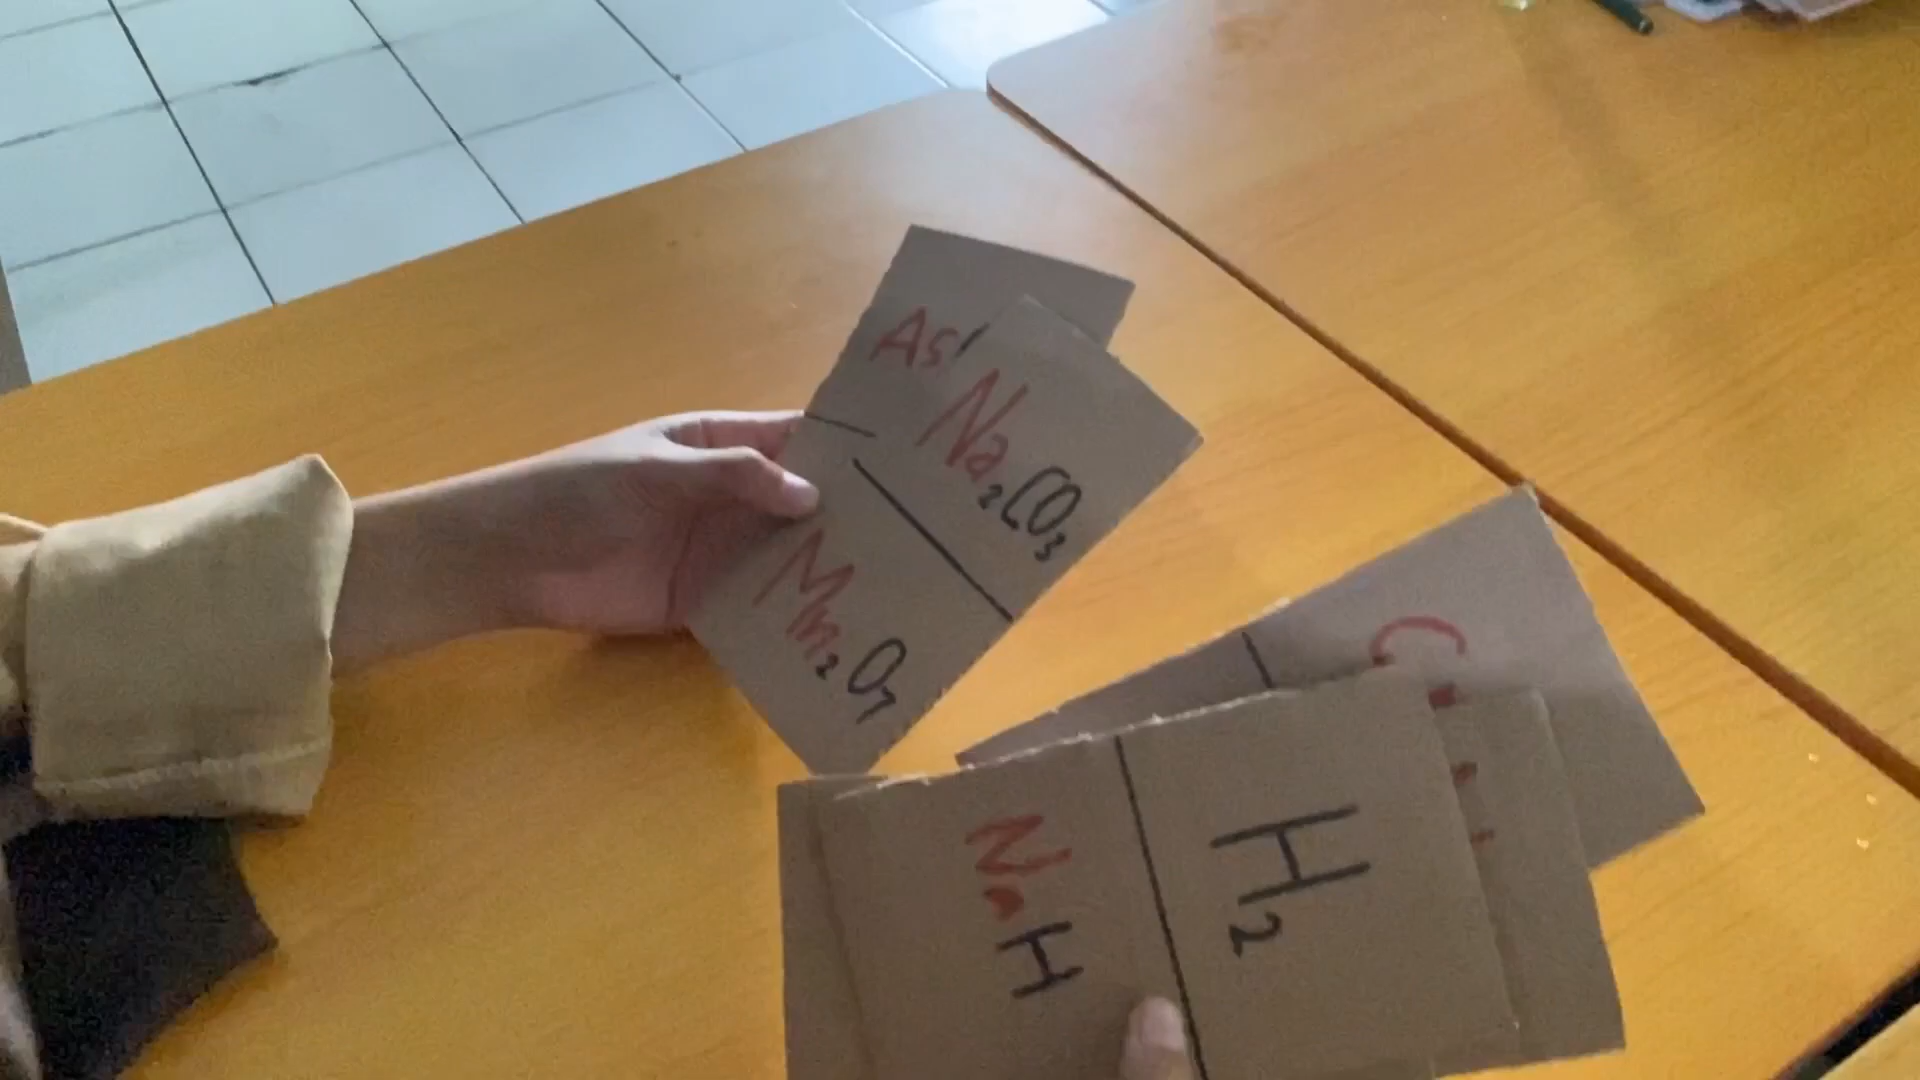 As
Na₂CO₃
Mn₂O₇
C
NaH
H₂